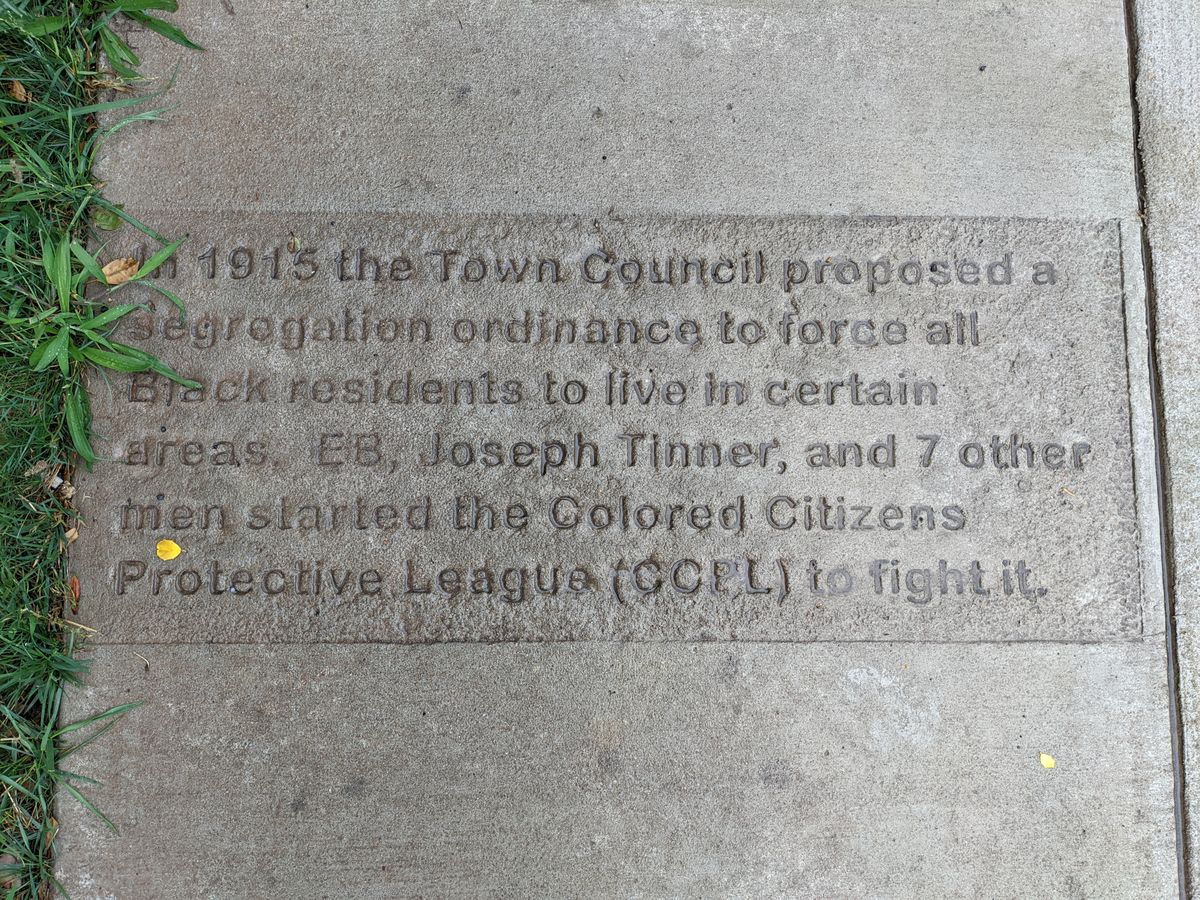 In 1915 the Town Council proposed a
segregation ordinance to force all
Black residents to live in certain
areas. EB, Joseph Tinner, and 7 other
men started the Colored Citizens
Protective League (CCPL) to fight it.